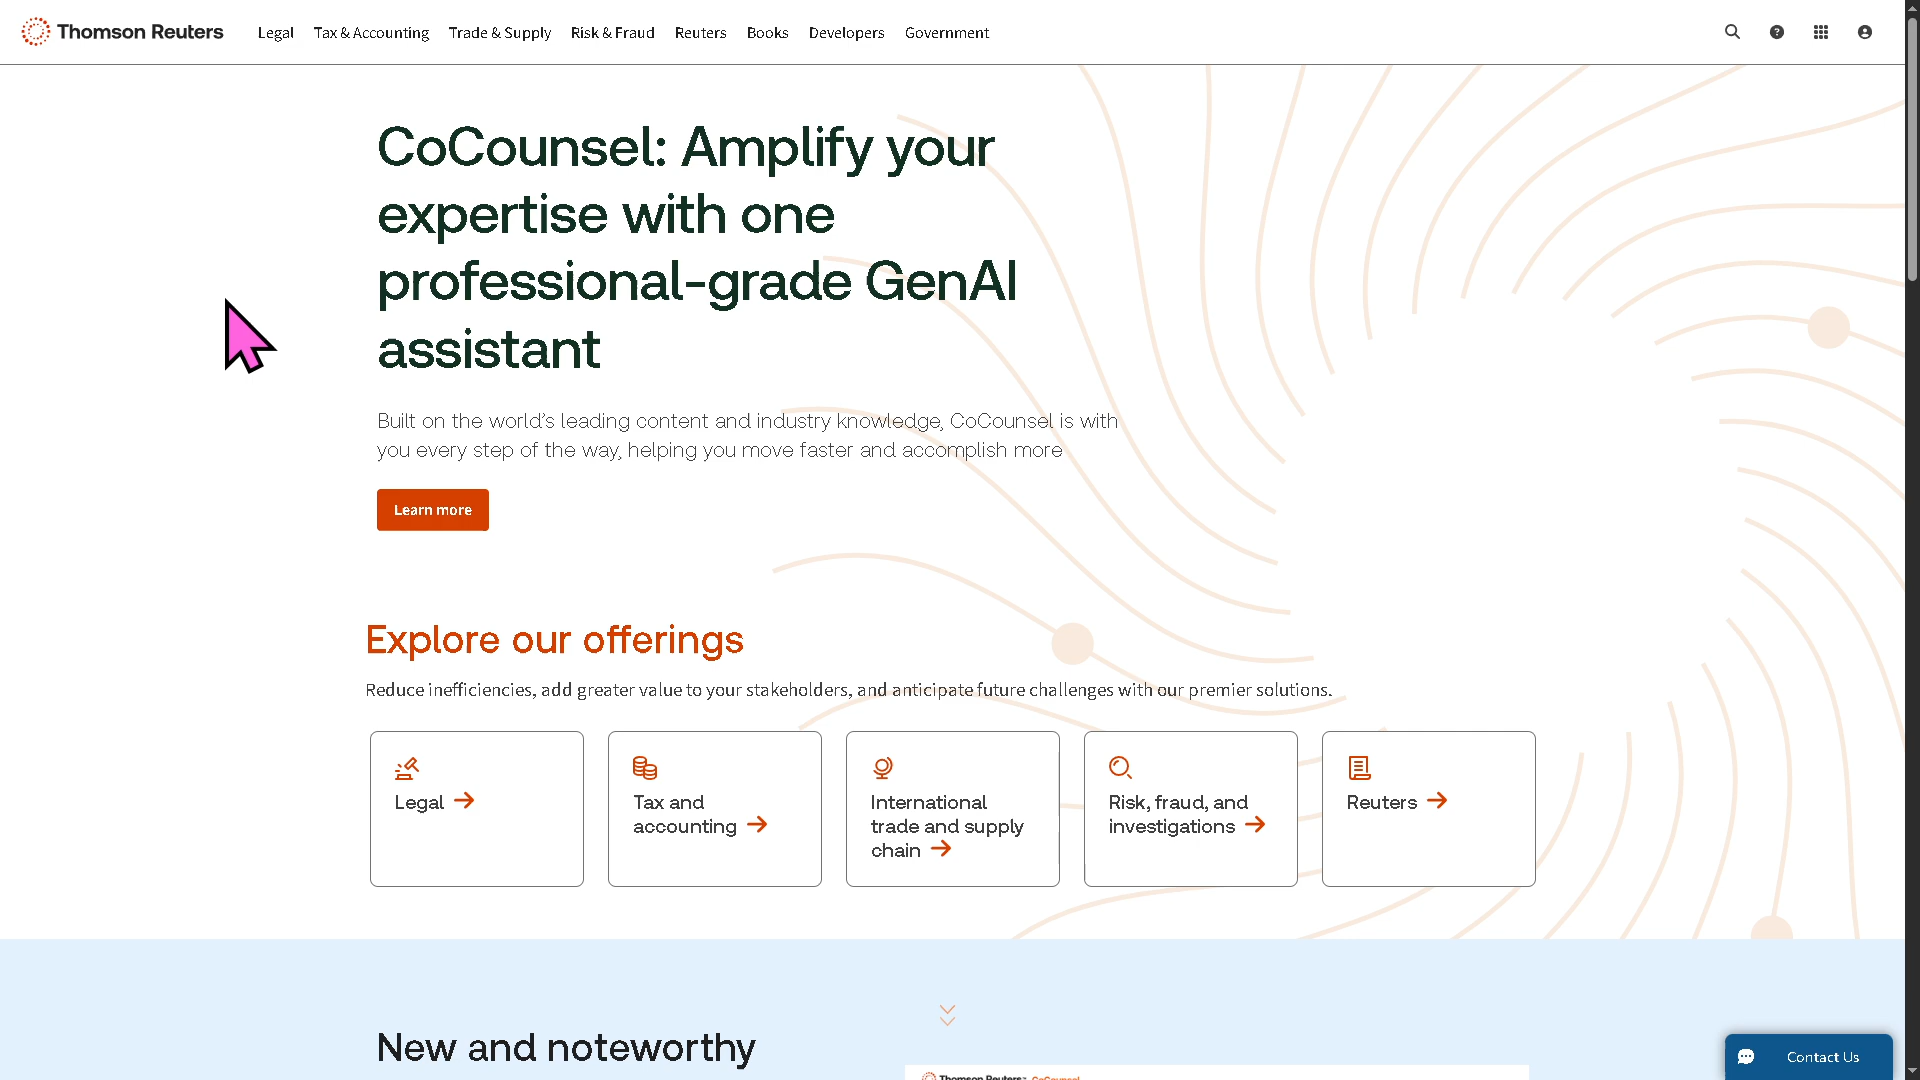 Thomson Reuters
Legal Tax & Accounting Trade & Supply Risk & Fraud Reuters Books Developers Government
CoCounsel: Amplify your
expertise with one
professional-grade GenAI
assistant
Built on the world's leading content and industry knowledge, CoCounsel is with
you every step of the way, helping you move faster and accomplish more
Learn more
Explore our offerings
Reduce inefficiencies, add greater value to your stakeholders, and anticipate future challenges with our premier solutions.
Legal
Tax and
accounting
International
trade and supply
chain
Risk, fraud, and
investigations
Reuters
New and noteworthy
Thomson Reuters™ CoCounsel
Contact Us